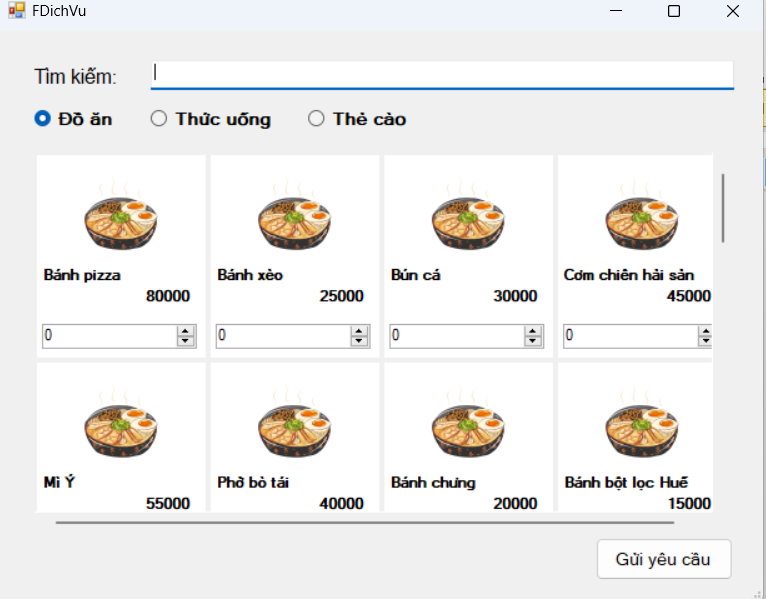 FDichVu
Tìm kiếm:
Đồ ăn Thức uống Thẻ cào
Bánh pizza Bánh xèo Bún cá Cơm chiên hải sản
80000 25000 30000 45000
0 0 0 0
Mì Ý Phở bò tái Bánh chưng Bánh bột lọc Huế
55000 40000 20000 15000
Gửi yêu cầu